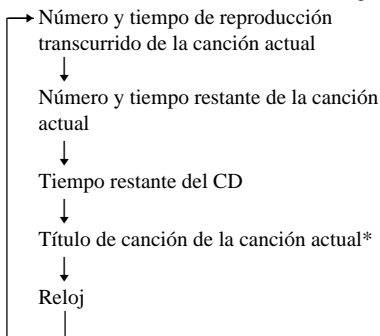 Número y tiempo de reproducción
transcurrido de la canción actual
Número y tiempo restante de la canción
actual
Tiempo restante del CD
Título de canción de la canción actual*
Reloj